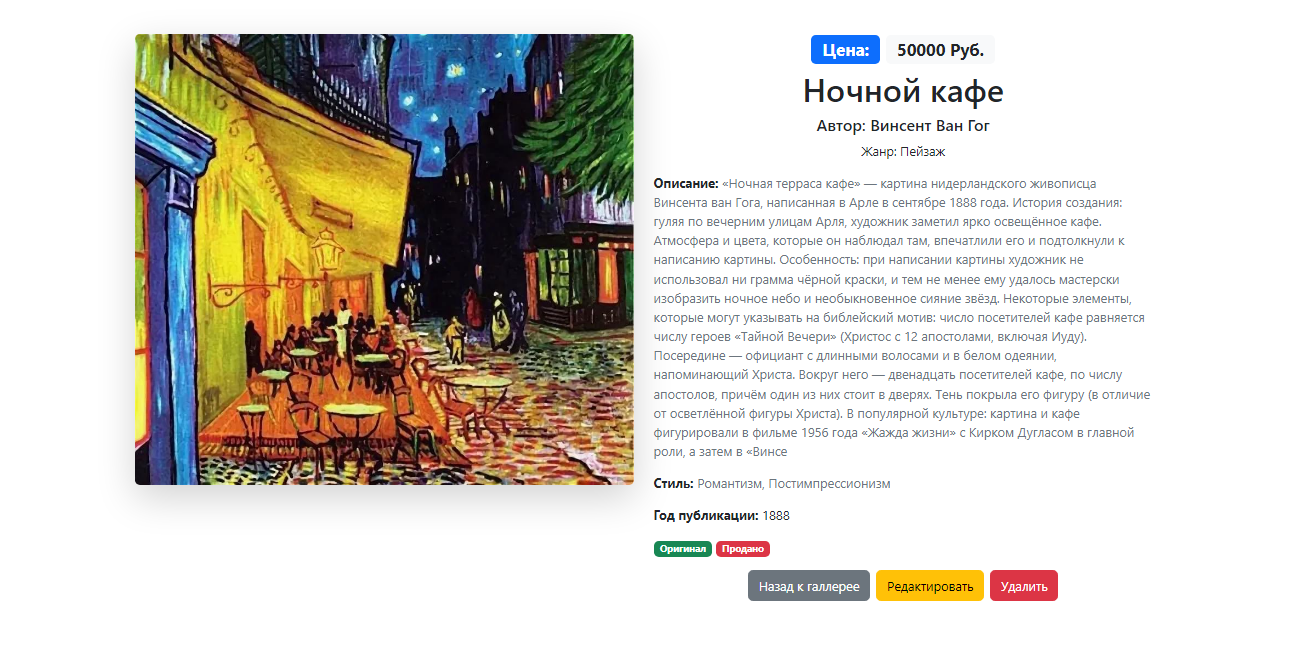 Цена: 50000 Руб.
Ночной кафе
Автор: Винсент Ван Гог
Жанр: Пейзаж
Описание: «Ночная терраса кафе» — картина нидерландского живописца
Винсента ван Гога, написанная в Арле в сентябре 1888 года. История создания:
гуляя по вечерним улицам Арля, художник заметил ярко освещённое кафе.
Атмосфера и цвета, которые он наблюдал там, впечатлили его и подтолкнули к
написанию картины. Особенность: при написании картины художник не
использовал ни грамма чёрной краски, и тем не менее ему удалось мастерски
изобразить ночное небо и необыкновенное сияние звёзд. Некоторые элементы,
которые могут указывать на библейский мотив: число посетителей кафе равняется
числу героев «Тайной Вечери» (Христос с 12 апостолами, включая Иуду).
Посередине — официант с длинными волосами и в белом одеянии,
напоминающий Христа. Вокруг него — двенадцать посетителей кафе, по числу
апостолов, причём один из них стоит в дверях. Тень покрыла его фигуру (в отличие
от осветлённой фигуры Христа). В популярной культуре: картина и кафе
фигурировали в фильме 1956 года «Жажда жизни» с Кирком Дугласом в главной
роли, а затем в «Винсе
Стиль: Романтизм, Постимпрессионизм
Год публикации: 1888
Оригинал Продано
Назад к галлерее Редактировать Удалить